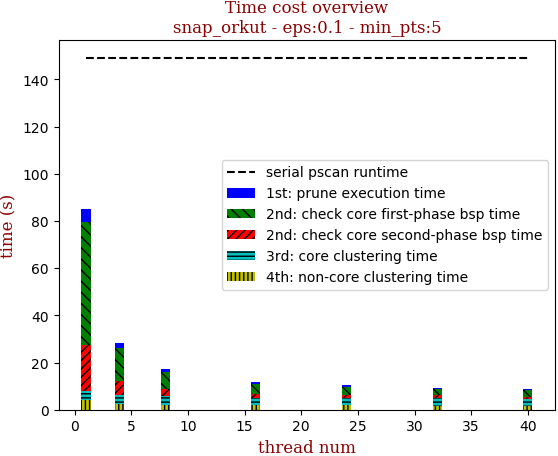 Time cost overview
snap_orkut - eps:0.1 - min_pts:5
time (s)
140
120
100
80
60
40
20
0
serial pscan runtime
1st: prune execution time
2nd: check core first-phase bsp time
2nd: check core second-phase bsp time
3rd: core clustering time
4th: non-core clustering time
0 5 10 15 20 25 30 35 40
thread num